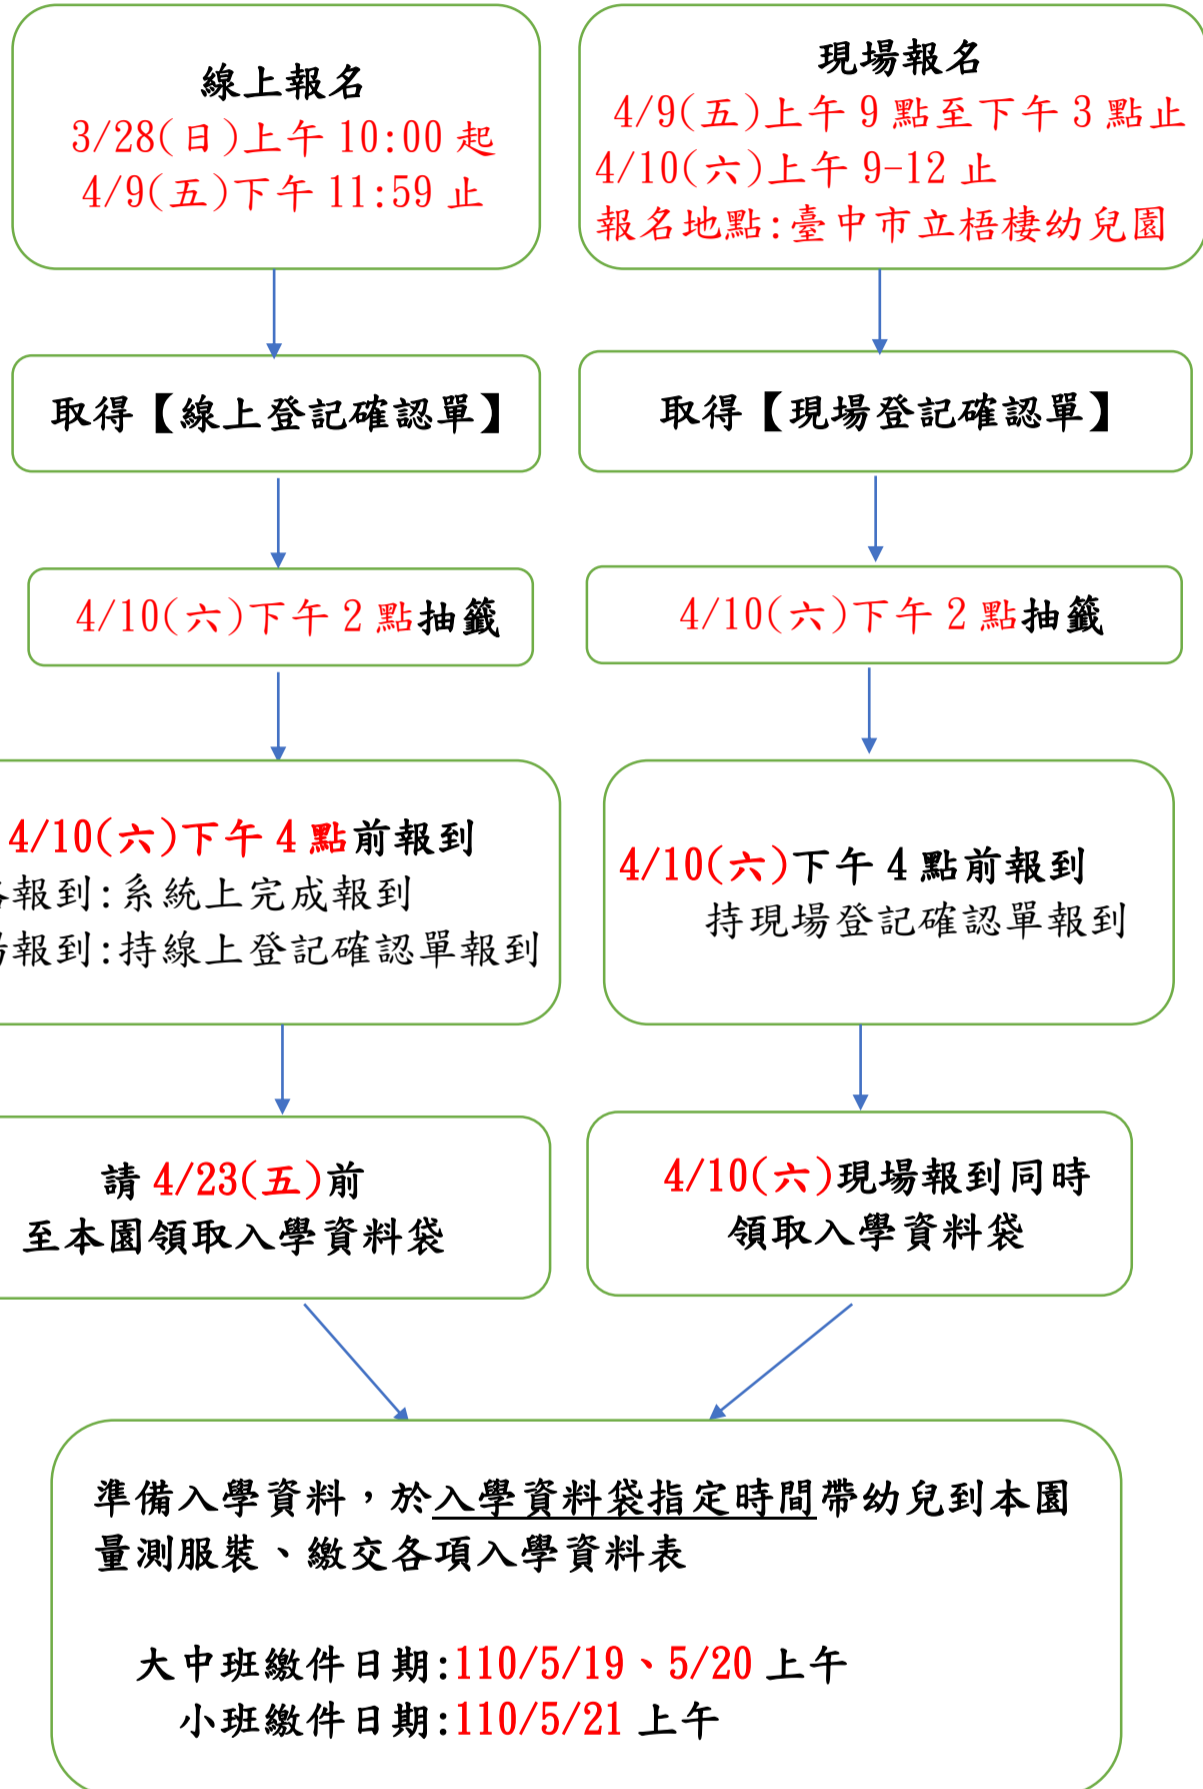 線上報名
3/28(日)上午 10:00 起
4/9(五)下午 11:59 止
現場報名
4/9(五)上午 9 點至下午 3 點止
4/10(六)上午 9-12 止
報名地點:臺中市立梧棲幼兒園
取得【線上登記確認單】
取得【現場登記確認單】
4/10(六)下午 2 點抽籤
4/10(六)下午 2 點抽籤
4/10(六)下午 4 點前報到
報到:系統上完成報到
報到:持線上登記確認單報到
4/10(六)下午 4 點前報到
持現場登記確認單報到
請 4/23(五)前
至本園領取入學資料袋
4/10(六)現場報到同時
領取入學資料袋
準備入學資料，於入學資料袋指定時間帶幼兒到本園
量測服裝、繳交各項入學資料表
大中班繳件日期:110/5/19、5/20 上午
小班繳件日期:110/5/21 上午